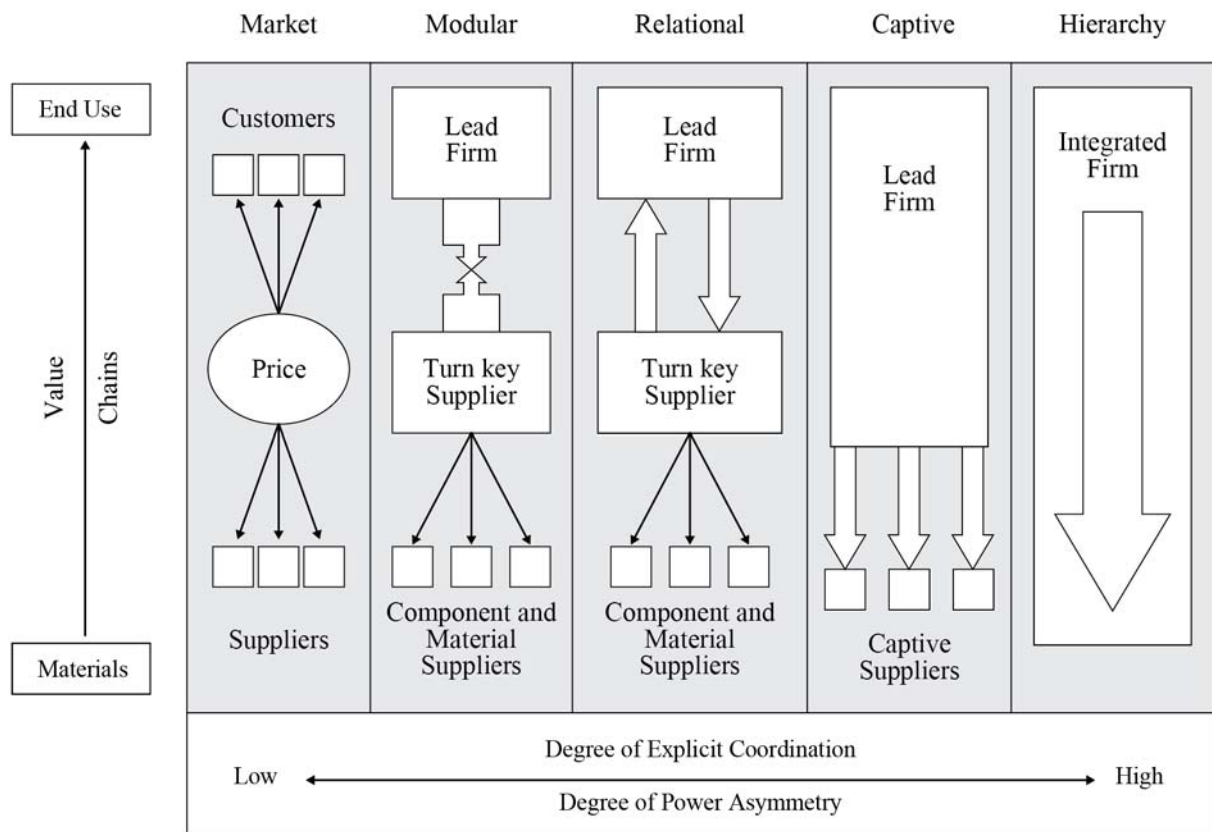 Market
Modular
Relational
Captive
Hierarchy
End Use
Value
Chains
Materials
Customers
Price
Suppliers
Lead
Firm
Turn key
Supplier
Component and
Material
Suppliers
Lead
Firm
Turn key
Supplier
Component and
Material
Suppliers
Lead
Firm
Captive
Suppliers
Integrated
Firm
Degree of Explicit Coordination
Low
High
Degree of Power Asymmetry